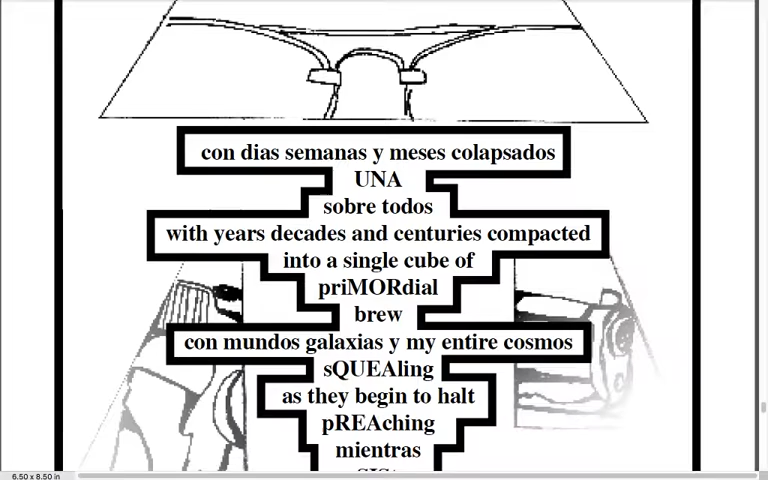 con dias semanas y meses colapsados
UNA
sobre todos
with years decades and centuries compacted
into a single cube of
priMORdial
brew
con mundos galaxias y my entire cosmos
sQUEAling
as they begin to halt
pREAching
mientras
6.50 x 8.50 in